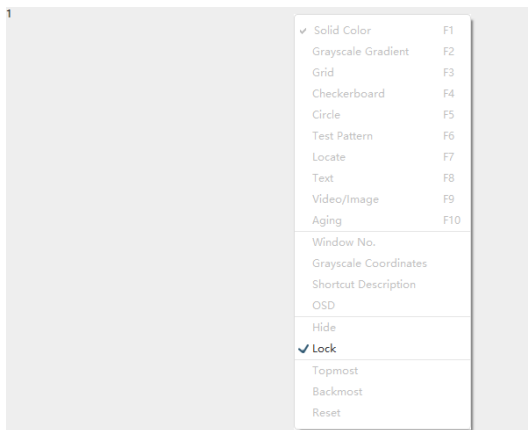 1
Solid Color F1
Grayscale Gradient F2
Grid F3
Checkerboard F4
Circle F5
Test Pattern F6
Locate F7
Text F8
Video/Image F9
Aging F10
Window No.
Grayscale Coordinates
Shortcut Description
OSD
Hide
Lock
Topmost
Backmost
Reset